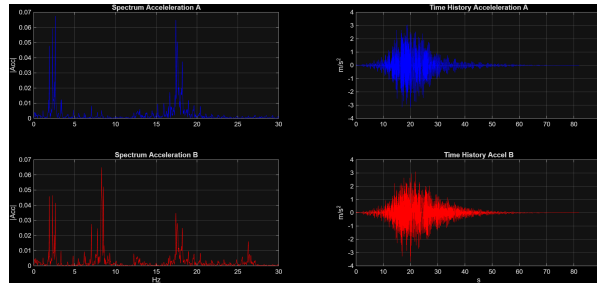 Spectrum Acceleleration A
Time History Acceleleration A
|Acc|
0.07
0.06
0.05
0.04
0.03
0.02
0.01
0
0 5 10 15 20 25 30
m/s²
4
3
2
1
0
-1
-2
-3
-4
0 10 20 30 40 50 60 70 80
Spectrum Acceleration B
Time History Accel B
|Acc|
0.07
0.06
0.05
0.04
0.03
0.02
0.01
0
0 5 10 15 20 25 30
Hz
m/s²
4
3
2
1
0
-1
-2
-3
-4
0 10 20 30 40 50 60 70 80
s